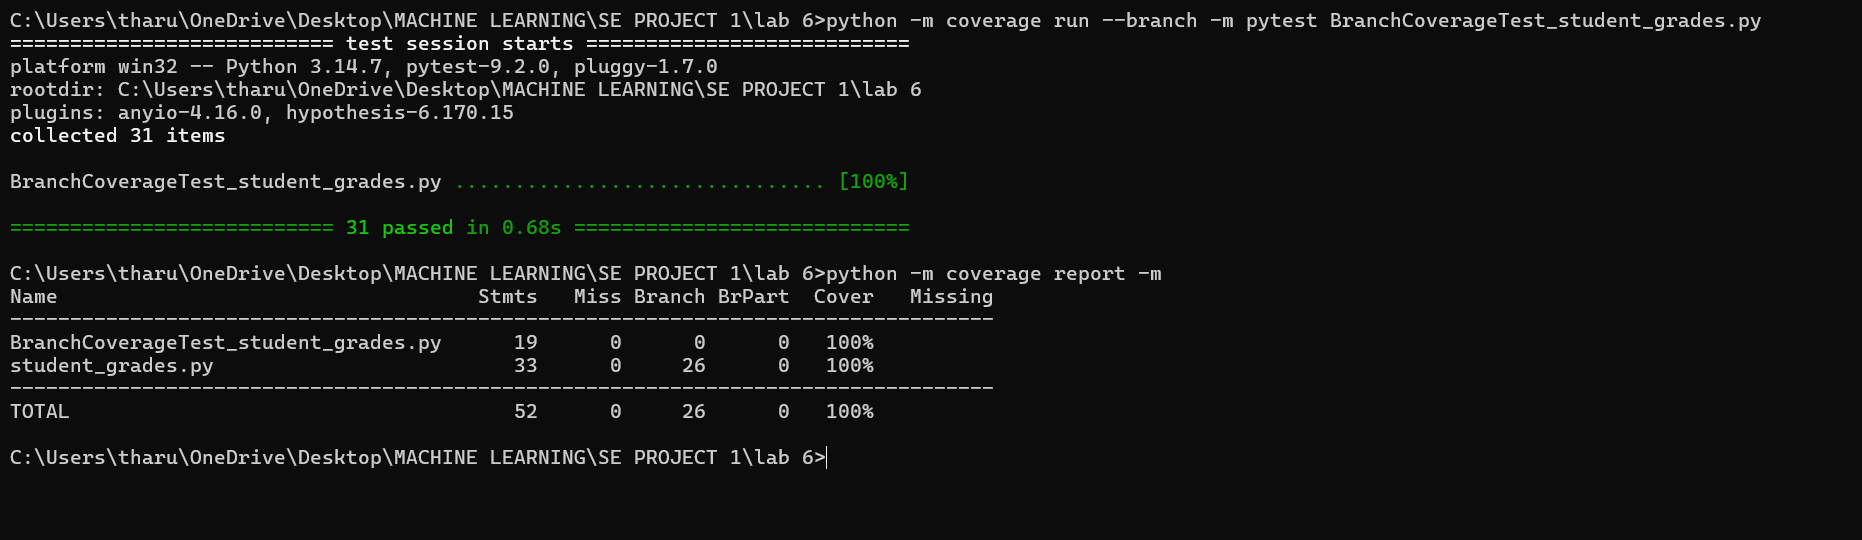 C:\Users\tharu\OneDrive\Desktop\MACHINE LEARNING\SE PROJECT 1\lab 6>python -m coverage run --branch -m pytest BranchCoverageTest_student_grades.py
=========================== test session starts ===========================
platform win32 -- Python 3.14.7, pytest-9.2.0, pluggy-1.7.0
rootdir: C:\Users\tharu\OneDrive\Desktop\MACHINE LEARNING\SE PROJECT 1\lab 6
plugins: anyio-4.16.0, hypothesis-6.170.15
collected 31 items
BranchCoverageTest_student_grades.py ............................... [100%]
=========================== 31 passed in 0.68s ============================
C:\Users\tharu\OneDrive\Desktop\MACHINE LEARNING\SE PROJECT 1\lab 6>python -m coverage report -m
Name                                   Stmts   Miss Branch BrPart  Cover   Missing
----------------------------------------------------------------------------------
BranchCoverageTest_student_grades.py      19      0      0      0   100%
student_grades.py                         33      0     26      0   100%
----------------------------------------------------------------------------------
TOTAL                                     52      0     26      0   100%
C:\Users\tharu\OneDrive\Desktop\MACHINE LEARNING\SE PROJECT 1\lab 6>